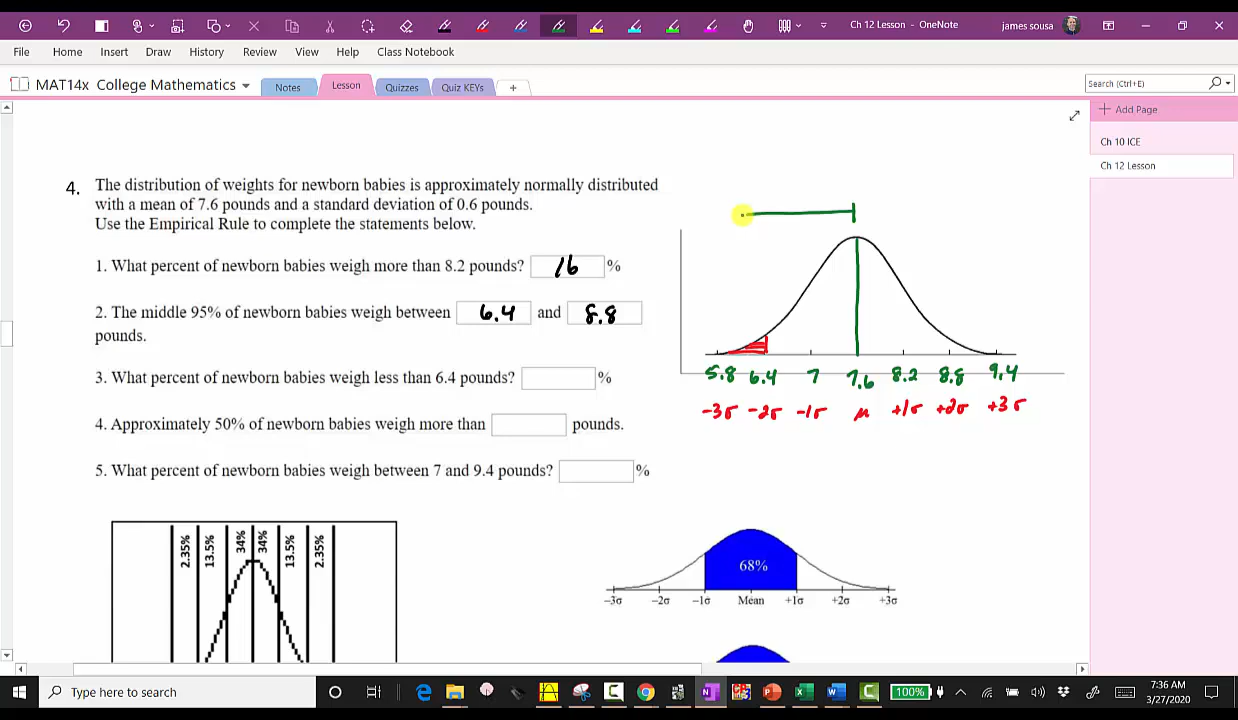 Ch 12 Lesson - OneNote
james sousa
File Home Insert Draw History Review View Help Class Notebook
MAT14x College Mathematics
Notes Lesson Quizzes Quiz KEYs +
Search (Ctrl+E)
Add Page
Ch 10 ICE
Ch 12 Lesson
4. The distribution of weights for newborn babies is approximately normally distributed
with a mean of 7.6 pounds and a standard deviation of 0.6 pounds.
Use the Empirical Rule to complete the statements below.
1. What percent of newborn babies weigh more than 8.2 pounds? 16 %
2. The middle 95% of newborn babies weigh between 6.4 and 8.8
pounds.
3. What percent of newborn babies weigh less than 6.4 pounds? %
4. Approximately 50% of newborn babies weigh more than pounds.
5. What percent of newborn babies weigh between 7 and 9.4 pounds? %
5.8 6.4 7 7.6 8.2 8.8 9.4
-3σ -2σ -1σ μ +1σ +2σ +3σ
2.35% 13.5% 34% 34% 13.5% 2.35%
68%
-3σ -2σ -1σ Mean +1σ +2σ +3σ
Type here to search
100%
7:36 AM
3/27/2020